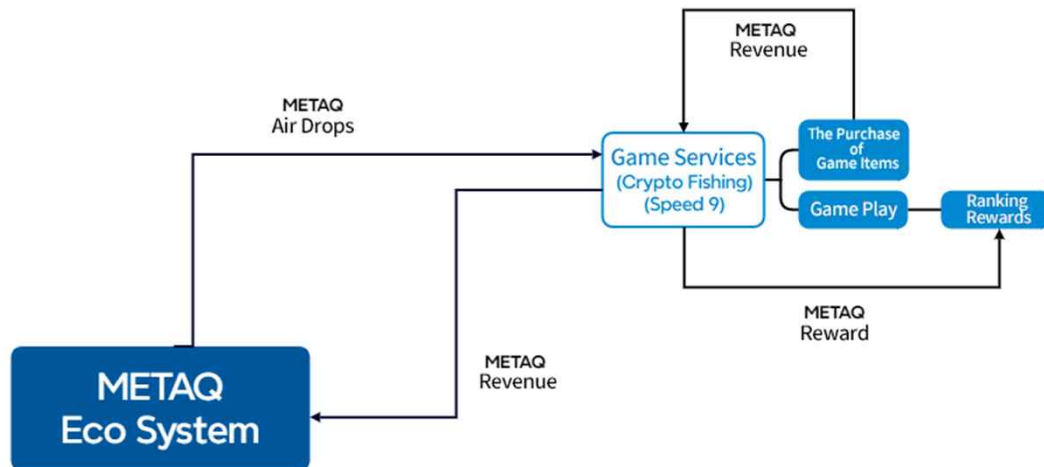 METAQ
Revenue
METAQ
Air Drops
The Purchase
of
Game Items
Game Services
(Crypto Fishing)
(Speed 9)
Game Play
Ranking
Rewards
METAQ
Reward
METAQ
Revenue
METAQ
Eco System